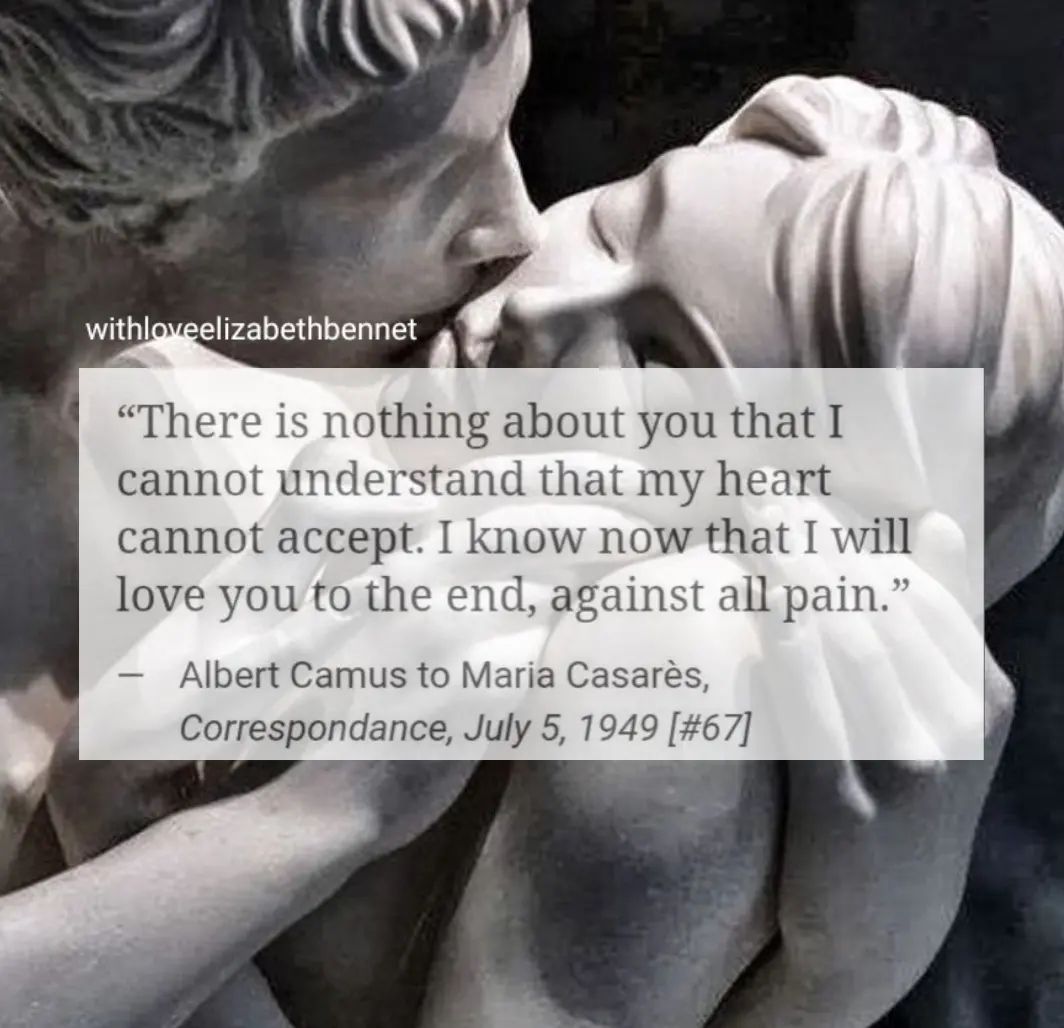 withloveelizabethbennet
“There is nothing about you that I
cannot understand that my heart
cannot accept. I know now that I will
love you to the end, against all pain.”
— Albert Camus to Maria Casarès,
Correspondance, July 5, 1949 [#67]